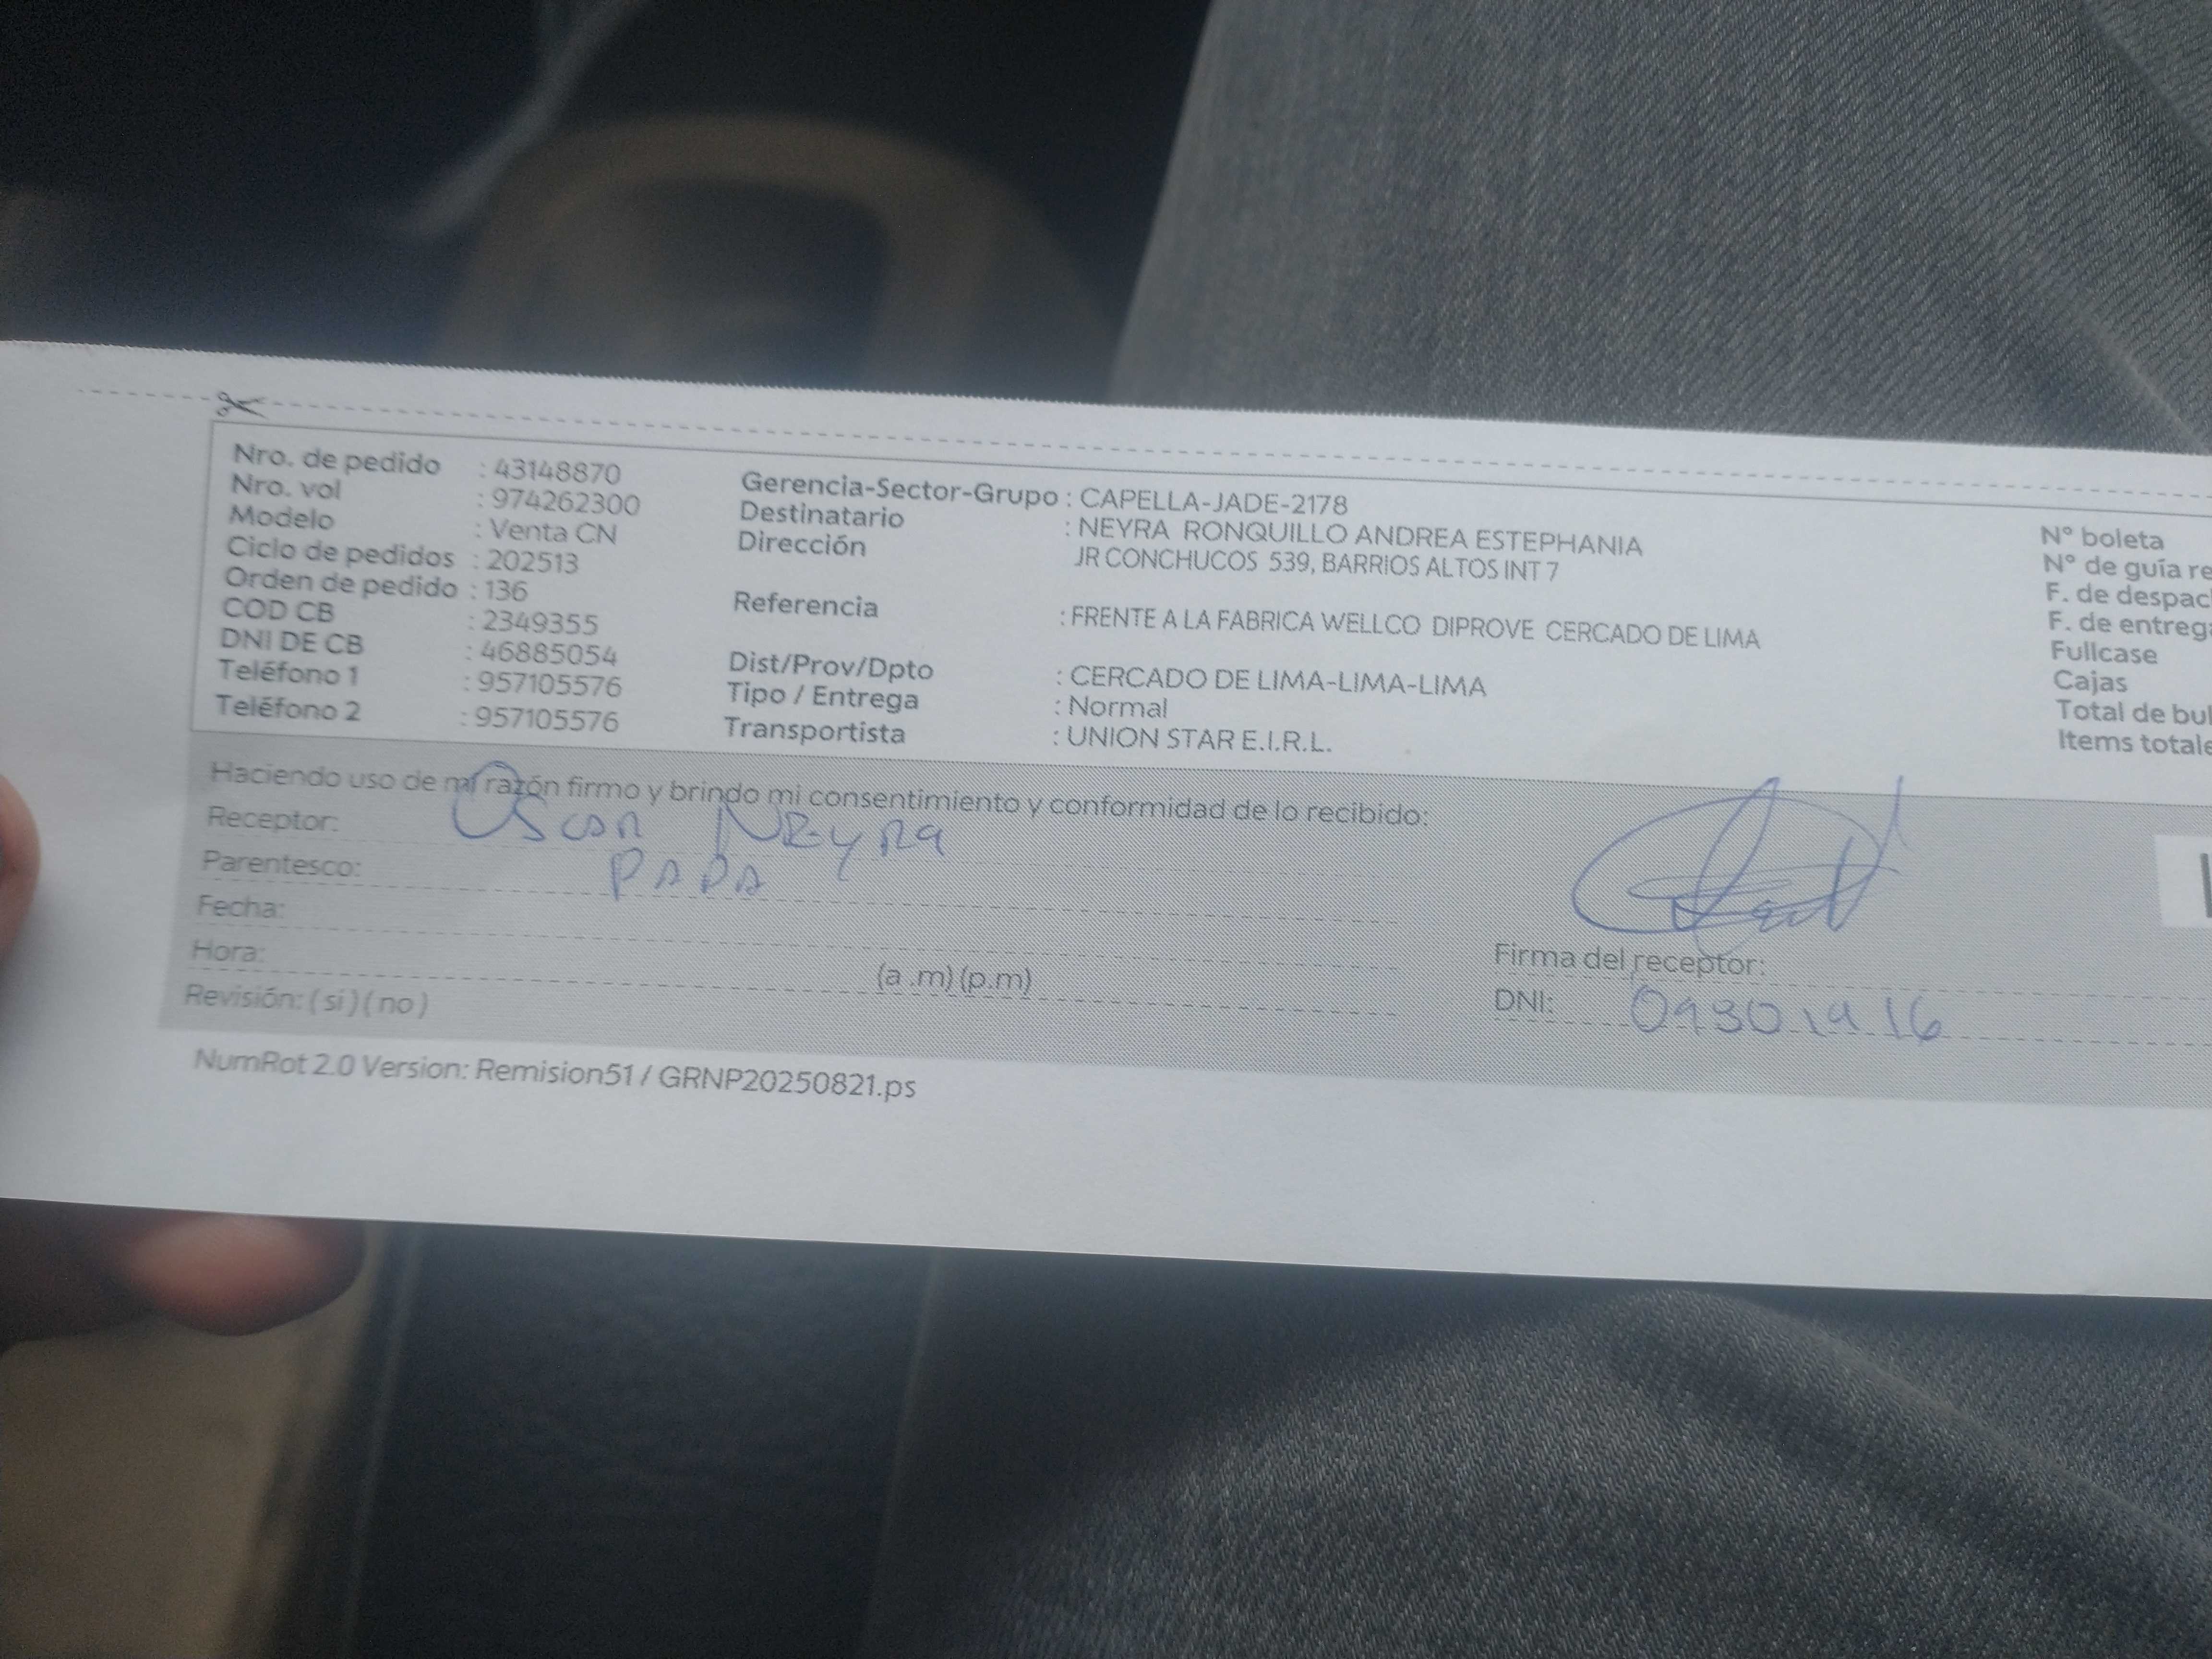 Nro. de pedido : 43148870
Nro. vol : 974262300
Modelo : Venta CN
Ciclo de pedidos : 202513
Orden de pedido : 136
COD CB : 2349355
DNI DE CB : 46885054
Teléfono 1 : 957105576
Teléfono 2 : 957105576
Gerencia-Sector-Grupo : CAPELLA-JADE-2178
Destinatario : NEYRA RONQUILLO ANDREA ESTEPHANIA
Dirección JR CONCHUCOS 539, BARRIOS ALTOS INT 7
Referencia : FRENTE A LA FABRICA WELLCO DIPROVE CERCADO DE LIMA
Dist/Prov/Dpto : CERCADO DE LIMA-LIMA-LIMA
Tipo / Entrega : Normal
Transportista : UNION STAR E.I.R.L.
N° boleta
N° de guía re
F. de despac
F. de entrega
Fullcase
Cajas
Total de bul
Items totale
Haciendo uso de mi razón firmo y brindo mi consentimiento y conformidad de lo recibido:
Receptor: Oscar Neyra
Parentesco: PAPA
Fecha:
Hora: (a .m) (p.m)
Revisión: ( si ) ( no )
Firma del receptor:
DNI:
NumRot 2.0 Version: Remision51 / GRNP20250821.ps